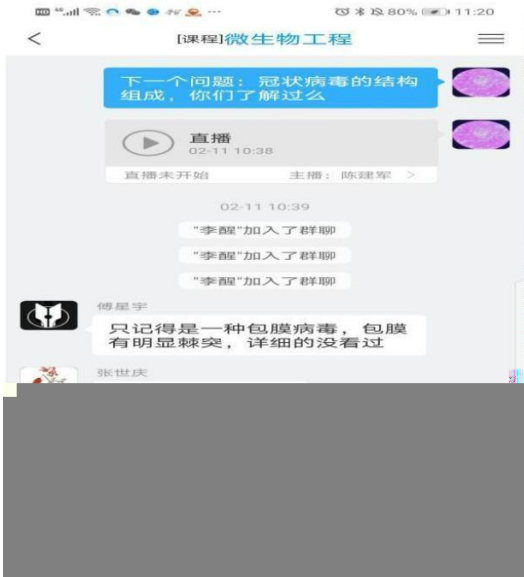 80% 11:20
[课程]微生物工程
下一个问题：冠状病毒的结构
组成，你们了解过么
直播
02-11 10:38
直播未开始 主播：陈建军 >
02-11 10:39
"李醒"加入了群聊
"李醒"加入了群聊
"李醒"加入了群聊
傅星宇
只记得是一种包膜病毒，包膜
有明显棘突，详细的没看过
张世庆